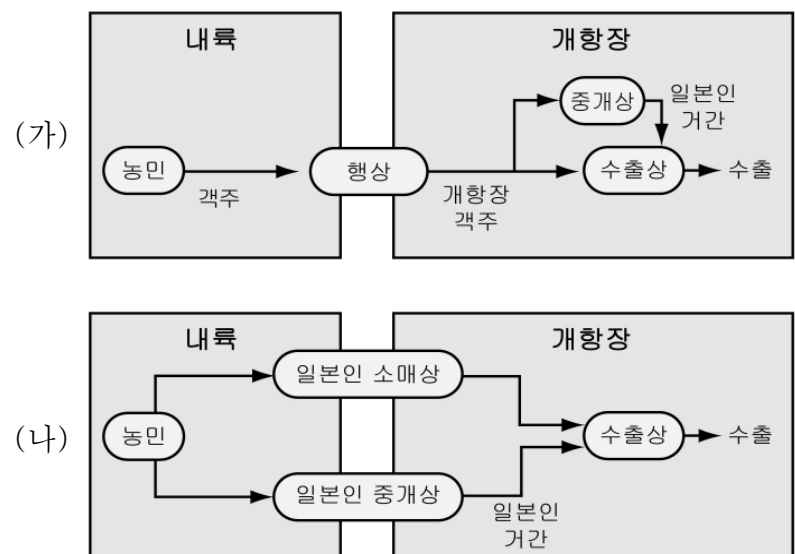 (가)
내륙
개항장
농민
객주
행상
개항장
객주
중개상
일본인
거간
수출상
수출
(나)
내륙
개항장
농민
일본인 소매상
일본인 중개상
일본인
거간
수출상
수출